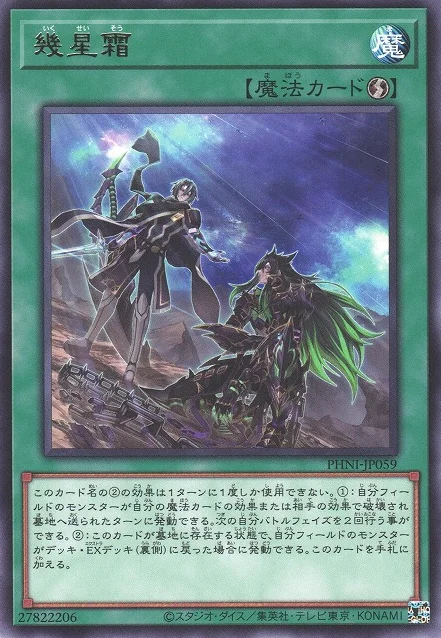 幾星霜
魔
【魔法カード】
PHNI-JP059
このカード名の②の効果は1ターンに1度しか使用できない。①:自分フィー
ルドのモンスターが自分の魔法カードの効果または相手の効果で破壊され
墓地へ送られたターンに発動できる。次の自分バトルフェイズを2回行う事が
できる。②:このカードが墓地に存在する状態で、自分フィールドのモンスター
がデッキ・EXデッキ(裏側)に戻った場合に発動できる。このカードを手札に
加える。
27822206
©スタジオ・ダイス/集英社・テレビ東京・KONAMI